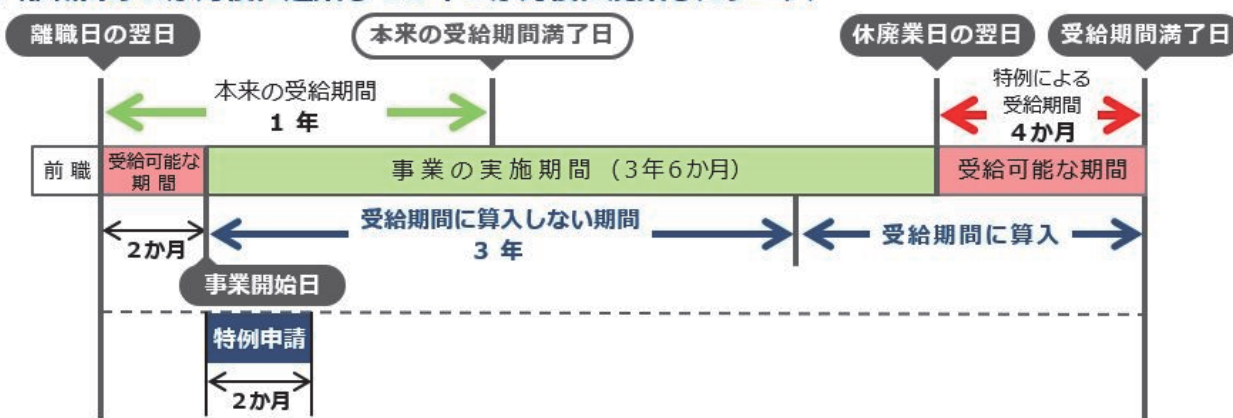 離職日の翌日
本来の受給期間満了日
休廃業日の翌日
受給期間満了日
本来の受給期間
1 年
特例による
受給期間
4か月
前職
受給可能な
期間
事業の実施期間 (3年6か月)
受給可能な期間
2か月
受給期間に算入しない期間
3 年
受給期間に算入
事業開始日
特例申請
2か月